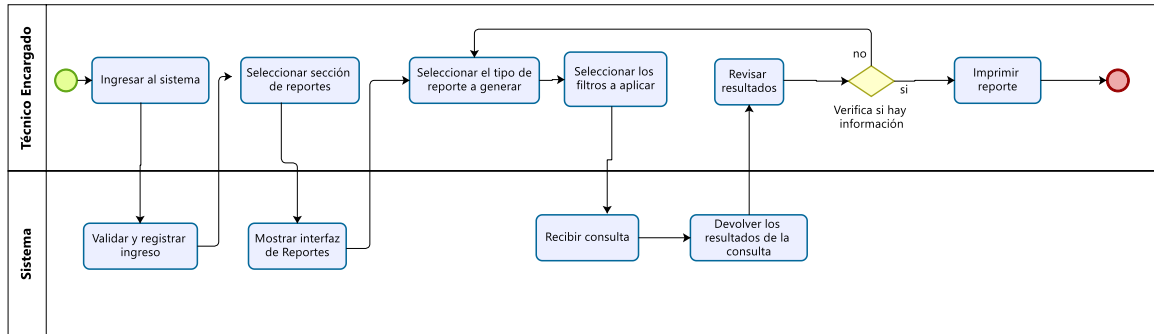 Técnico Encargado
Ingresar al sistema
Seleccionar sección
de reportes
Seleccionar el tipo de
reporte a generar
Seleccionar los
filtros a aplicar
Revisar
resultados
no
si
Verifica si hay
información
Imprimir
reporte
Sistema
Validar y registrar
ingreso
Mostrar interfaz
de Reportes
Recibir consulta
Devolver los
resultados de la
consulta